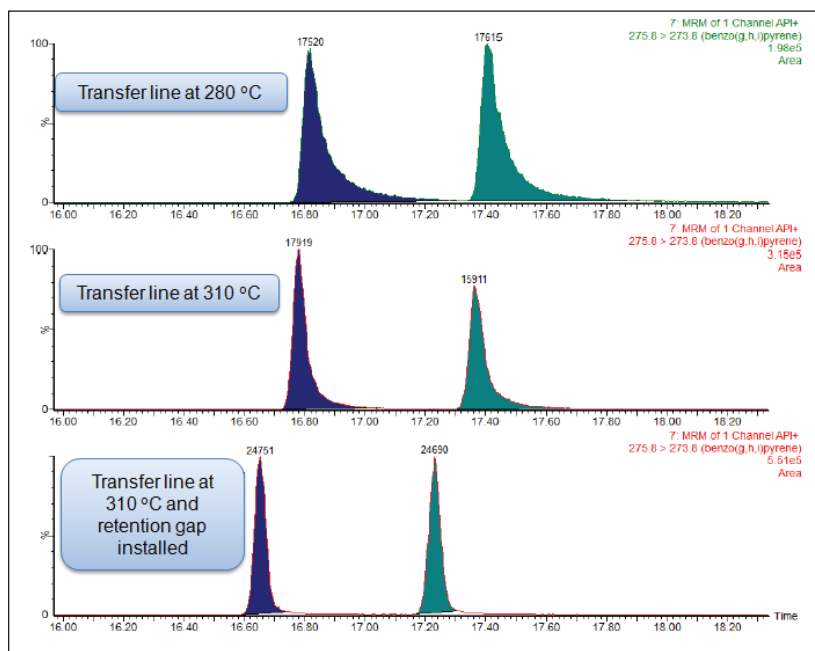 7: MRM of 1 Channel API+
275.8 > 273.8 (benzo(g,h,i)pyrene)
1.98e5
Area
17520
17615
100
%
0
Transfer line at 280 ºC
16.00 16.20 16.40 16.60 16.80 17.00 17.20 17.40 17.60 17.80 18.00 18.20
7: MRM of 1 Channel API+
275.8 > 273.8 (benzo(g,h,i)pyrene)
3.15e5
Area
17919
15911
100
%
0
Transfer line at 310 ºC
16.00 16.20 16.40 16.60 16.80 17.00 17.20 17.40 17.60 17.80 18.00 18.20
7: MRM of 1 Channel API+
275.8 > 273.8 (benzo(g,h,i)pyrene)
5.51e5
Area
24751
24690
%
0
Transfer line at
310 ºC and
retention gap
installed
Time
16.00 16.20 16.40 16.60 16.80 17.00 17.20 17.40 17.60 17.80 18.00 18.20